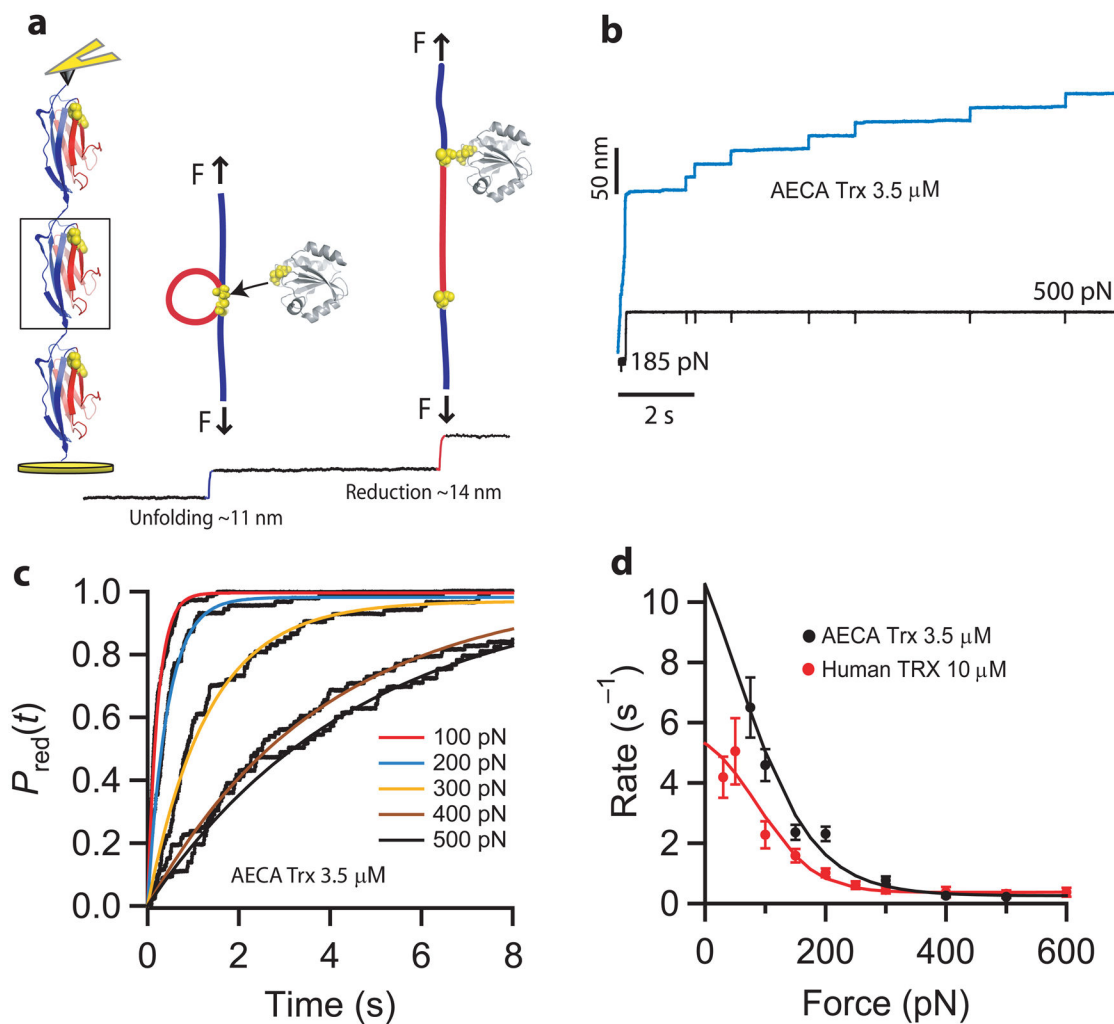 a
F
F
F
F
Unfolding ~11 nm
Reduction ~14 nm
b
50 nm
AECA Trx 3.5 μM
500 pN
185 pN
2 s
c
1.0
0.8
0.6
0.4
0.2
0.0
P_red(t)
100 pN
200 pN
300 pN
400 pN
500 pN
AECA Trx 3.5 μM
0 2 4 6 8
Time (s)
d
10
8
6
4
2
0
Rate (s⁻¹)
AECA Trx 3.5 μM
Human TRX 10 μM
0 200 400 600
Force (pN)